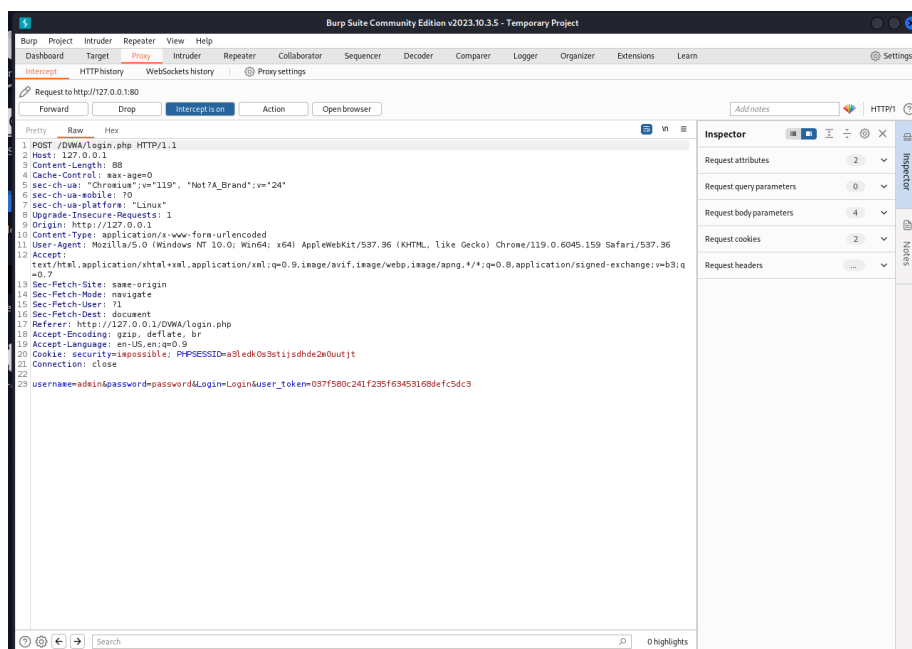 Burp Suite Community Edition v2023.10.3.5 - Temporary Project
Burp Project Intruder Repeater View Help
Dashboard Target Proxy Intruder Repeater Collaborator Sequencer Decoder Comparer Logger Organizer Extensions Learn Settings
Intercept HTTP history WebSockets history Proxy settings
Request to http://127.0.0.1:80
Forward Drop Intercept is on Action Open browser Add notes HTTP/1
Pretty Raw Hex \n
1 POST /DVWA/login.php HTTP/1.1
2 Host: 127.0.0.1
3 Content-Length: 88
4 Cache-Control: max-age=0
5 sec-ch-ua: "Chromium";v="119", "Not?A_Brand";v="24"
6 sec-ch-ua-mobile: ?0
7 sec-ch-ua-platform: "Linux"
8 Upgrade-Insecure-Requests: 1
9 Origin: http://127.0.0.1
10 Content-Type: application/x-www-form-urlencoded
11 User-Agent: Mozilla/5.0 (Windows NT 10.0; Win64; x64) AppleWebKit/537.36 (KHTML, like Gecko) Chrome/119.0.6045.159 Safari/537.36
12 Accept:
text/html,application/xhtml+xml,application/xml;q=0.9,image/avif,image/webp,image/apng,*/*;q=0.8,application/signed-exchange;v=b3;q
=0.7
13 Sec-Fetch-Site: same-origin
14 Sec-Fetch-Mode: navigate
15 Sec-Fetch-User: ?1
16 Sec-Fetch-Dest: document
17 Referer: http://127.0.0.1/DVWA/login.php
18 Accept-Encoding: gzip, deflate, br
19 Accept-Language: en-US,en;q=0.9
20 Cookie: security=impossible; PHPSESSID=a3ledk0s3stijsdhde2m0uutjt
21 Connection: close
22
23 username=admin&password=password&Login=Login&user_token=037f580c241f235f63453168defc5dc3
Inspector
Request attributes 2
Request query parameters 0
Request body parameters 4
Request cookies 2
Request headers ...
Inspector
Notes
Search
0 highlights